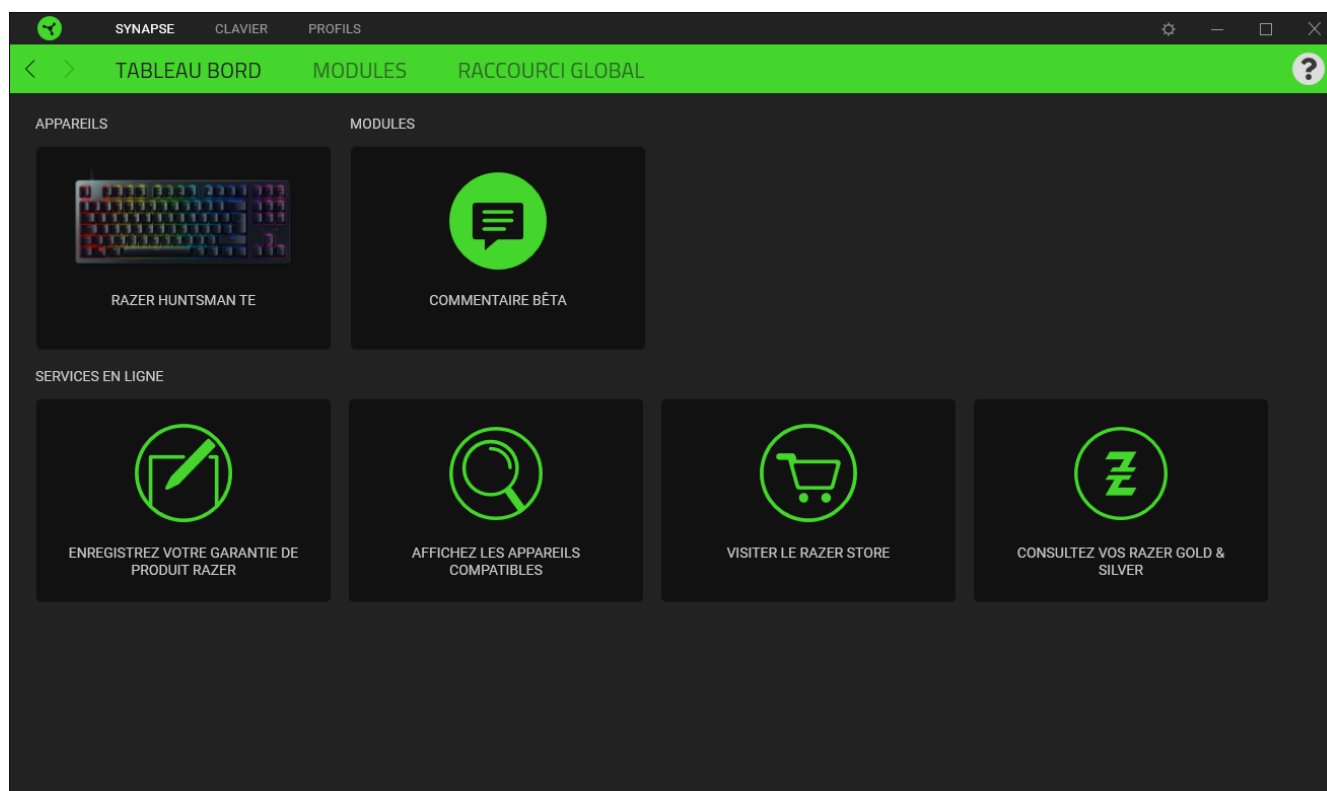 SYNAPSE CLAVIER PROFILS
TABLEAU BORD MODULES RACCOURCI GLOBAL
?
APPAREILS MODULES
RAZER HUNTSMAN TE
COMMENTAIRE BÊTA
SERVICES EN LIGNE
ENREGISTREZ VOTRE GARANTIE DE
PRODUIT RAZER
AFFICHEZ LES APPAREILS
COMPATIBLES
VISITER LE RAZER STORE
CONSULTEZ VOS RAZER GOLD &
SILVER